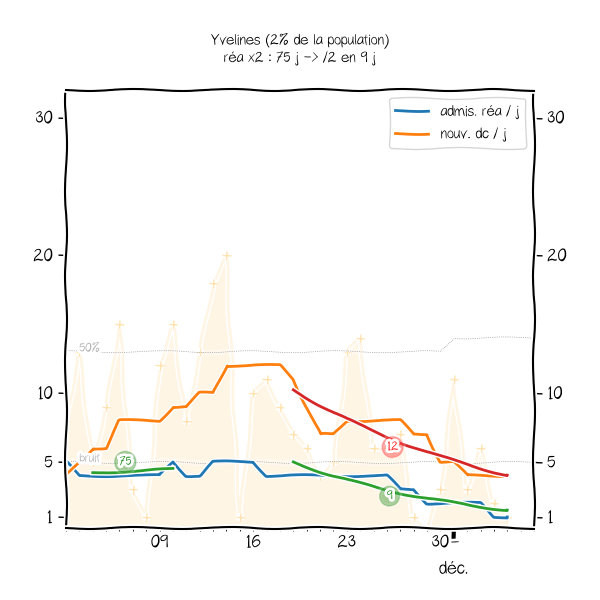 Yvelines (2% de la population)
réa x2 : 75 j -> /2 en 9 j
admis. réa / j
nouv. dc / j
30
30
20
20
50%
10
10
12
bruit
75
5
9
1
1
09
16
23
30
déc.